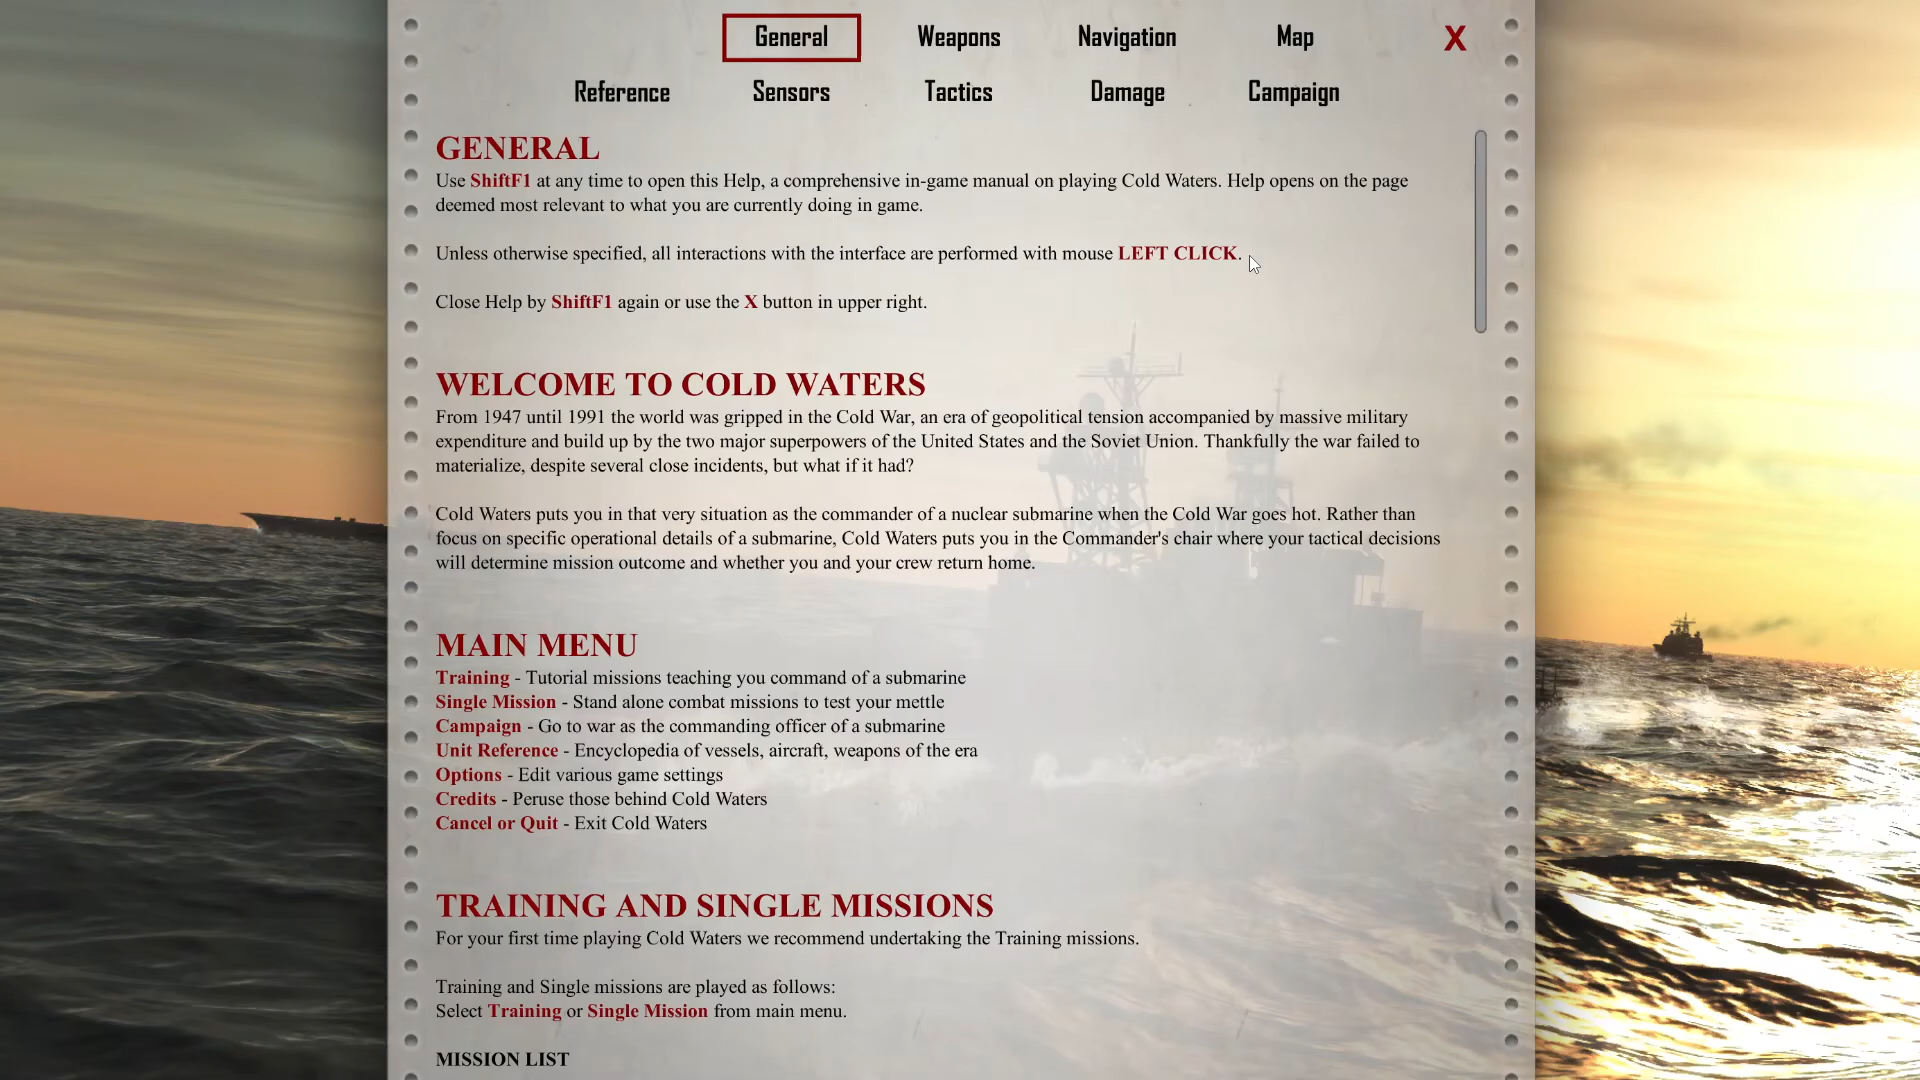 General
Weapons
Navigation
Map
X
Reference
Sensors
Tactics
Damage
Campaign
GENERAL
Use ShiftF1 at any time to open this Help, a comprehensive in-game manual on playing Cold Waters. Help opens on the page
deemed most relevant to what you are currently doing in game.
Unless otherwise specified, all interactions with the interface are performed with mouse LEFT CLICK.
Close Help by ShiftF1 again or use the X button in upper right.
WELCOME TO COLD WATERS
From 1947 until 1991 the world was gripped in the Cold War, an era of geopolitical tension accompanied by massive military
expenditure and build up by the two major superpowers of the United States and the Soviet Union. Thankfully the war failed to
materialize, despite several close incidents, but what if it had?
Cold Waters puts you in that very situation as the commander of a nuclear submarine when the Cold War goes hot. Rather than
focus on specific operational details of a submarine, Cold Waters puts you in the Commander's chair where your tactical decisions
will determine mission outcome and whether you and your crew return home.
MAIN MENU
Training - Tutorial missions teaching you command of a submarine
Single Mission - Stand alone combat missions to test your mettle
Campaign - Go to war as the commanding officer of a submarine
Unit Reference - Encyclopedia of vessels, aircraft, weapons of the era
Options - Edit various game settings
Credits - Peruse those behind Cold Waters
Cancel or Quit - Exit Cold Waters
TRAINING AND SINGLE MISSIONS
For your first time playing Cold Waters we recommend undertaking the Training missions.
Training and Single missions are played as follows:
Select Training or Single Mission from main menu.
MISSION LIST